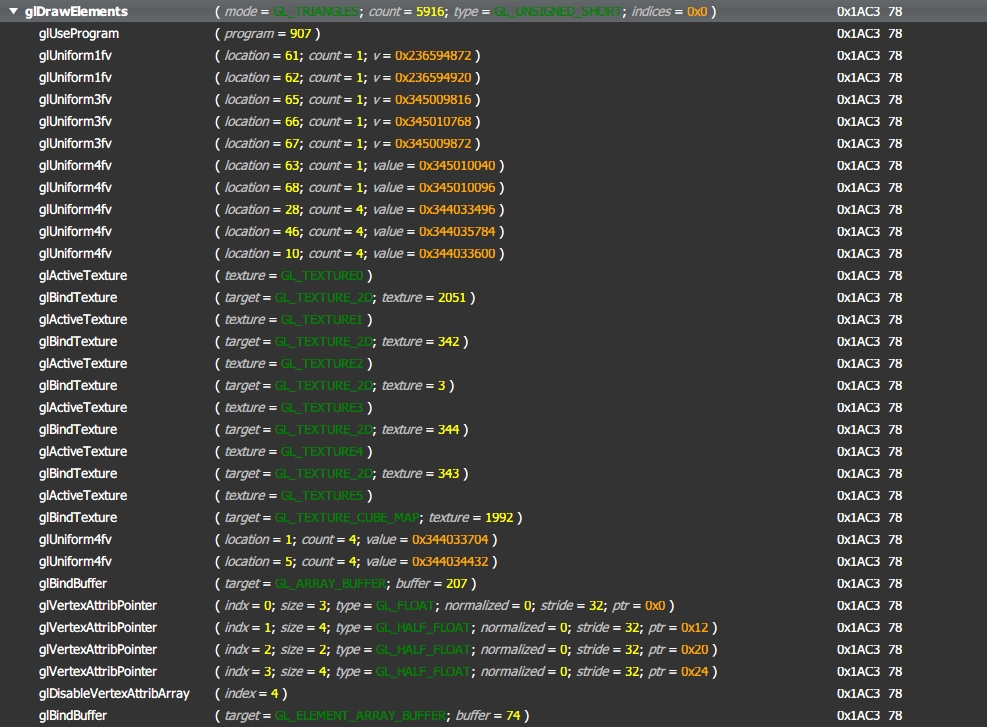 ▼ glDrawElements ( mode = GL_TRIANGLES; count = 5916; type = GL_UNSIGNED_SHORT; indices = 0x0 ) 0x1AC3 78
glUseProgram ( program = 907 ) 0x1AC3 78
glUniform1fv ( location = 61; count = 1; v = 0x236594872 ) 0x1AC3 78
glUniform1fv ( location = 62; count = 1; v = 0x236594920 ) 0x1AC3 78
glUniform3fv ( location = 65; count = 1; v = 0x345009816 ) 0x1AC3 78
glUniform3fv ( location = 66; count = 1; v = 0x345010768 ) 0x1AC3 78
glUniform3fv ( location = 67; count = 1; v = 0x345009872 ) 0x1AC3 78
glUniform4fv ( location = 63; count = 1; value = 0x345010040 ) 0x1AC3 78
glUniform4fv ( location = 68; count = 1; value = 0x345010096 ) 0x1AC3 78
glUniform4fv ( location = 28; count = 4; value = 0x344033496 ) 0x1AC3 78
glUniform4fv ( location = 46; count = 4; value = 0x344035784 ) 0x1AC3 78
glUniform4fv ( location = 10; count = 4; value = 0x344033600 ) 0x1AC3 78
glActiveTexture ( texture = GL_TEXTURE0 ) 0x1AC3 78
glBindTexture ( target = GL_TEXTURE_2D; texture = 2051 ) 0x1AC3 78
glActiveTexture ( texture = GL_TEXTURE1 ) 0x1AC3 78
glBindTexture ( target = GL_TEXTURE_2D; texture = 342 ) 0x1AC3 78
glActiveTexture ( texture = GL_TEXTURE2 ) 0x1AC3 78
glBindTexture ( target = GL_TEXTURE_2D; texture = 3 ) 0x1AC3 78
glActiveTexture ( texture = GL_TEXTURE3 ) 0x1AC3 78
glBindTexture ( target = GL_TEXTURE_2D; texture = 344 ) 0x1AC3 78
glActiveTexture ( texture = GL_TEXTURE4 ) 0x1AC3 78
glBindTexture ( target = GL_TEXTURE_2D; texture = 343 ) 0x1AC3 78
glActiveTexture ( texture = GL_TEXTURE5 ) 0x1AC3 78
glBindTexture ( target = GL_TEXTURE_CUBE_MAP; texture = 1992 ) 0x1AC3 78
glUniform4fv ( location = 1; count = 4; value = 0x344033704 ) 0x1AC3 78
glUniform4fv ( location = 5; count = 4; value = 0x344034432 ) 0x1AC3 78
glBindBuffer ( target = GL_ARRAY_BUFFER; buffer = 207 ) 0x1AC3 78
glVertexAttribPointer ( indx = 0; size = 3; type = GL_FLOAT; normalized = 0; stride = 32; ptr = 0x0 ) 0x1AC3 78
glVertexAttribPointer ( indx = 1; size = 4; type = GL_HALF_FLOAT; normalized = 0; stride = 32; ptr = 0x12 ) 0x1AC3 78
glVertexAttribPointer ( indx = 2; size = 2; type = GL_HALF_FLOAT; normalized = 0; stride = 32; ptr = 0x20 ) 0x1AC3 78
glVertexAttribPointer ( indx = 3; size = 4; type = GL_HALF_FLOAT; normalized = 0; stride = 32; ptr = 0x24 ) 0x1AC3 78
glDisableVertexAttribArray ( index = 4 ) 0x1AC3 78
glBindBuffer ( target = GL_ELEMENT_ARRAY_BUFFER; buffer = 74 ) 0x1AC3 78